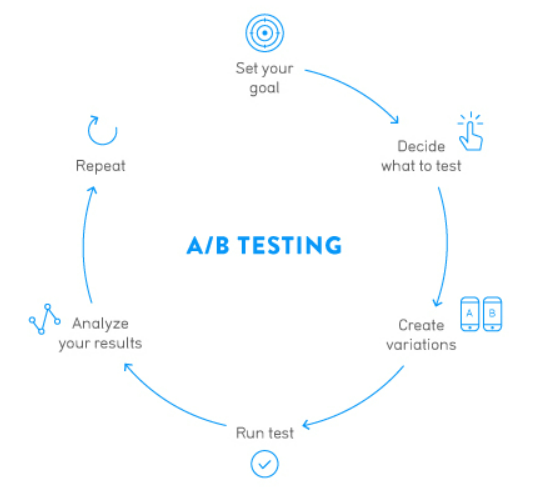 Set your
goal
Decide
what to test
Create
variations
A
B
Run test
Analyze
your results
Repeat
A/B TESTING